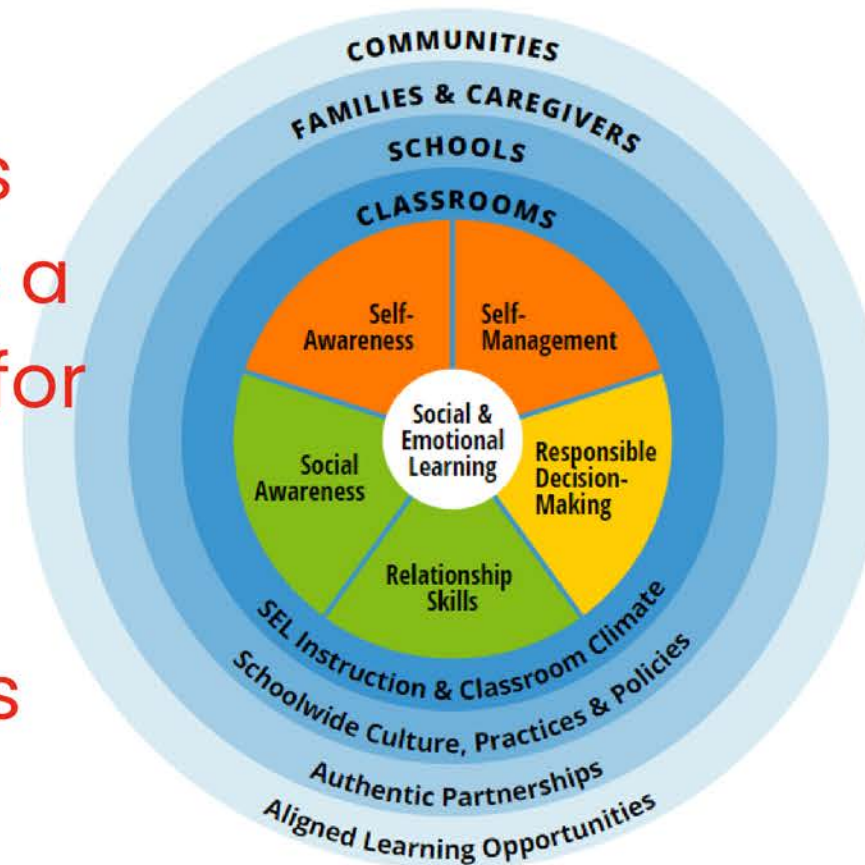 s
a
for
s
COMMUNITIES
FAMILIES & CAREGIVERS
SCHOOLS
CLASSROOMS
Self-
Awareness
Self-
Management
Social &
Emotional
Learning
Social
Awareness
Responsible
Decision-
Making
Relationship
Skills
SEL Instruction & Classroom Climate
Schoolwide Culture, Practices & Policies
Authentic Partnerships
Aligned Learning Opportunities